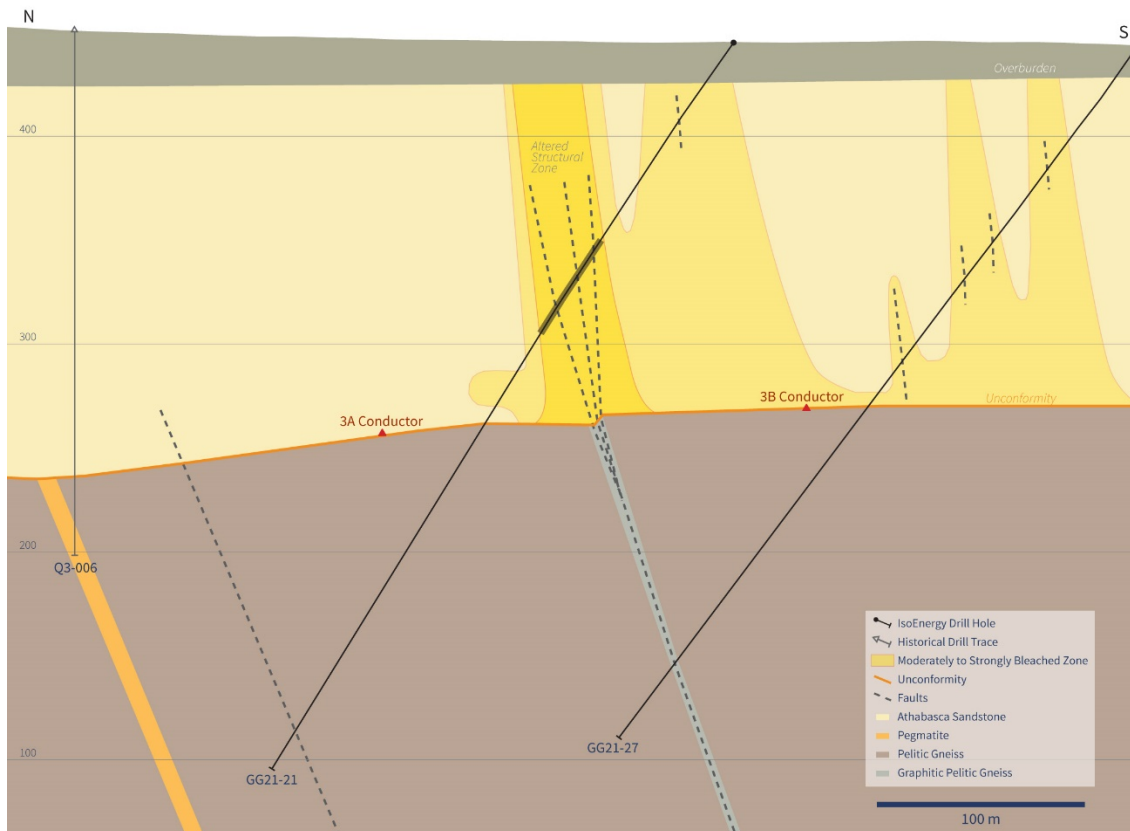 N
S
Overburden
400
Altered
Structural
Zone
300
3A Conductor
3B Conductor
Unconformity
200
Q3-006
IsoEnergy Drill Hole
Historical Drill Trace
Moderately to Strongly Bleached Zone
Unconformity
Faults
Athabasca Sandstone
Pegmatite
Pelitic Gneiss
Graphitic Pelitic Gneiss
100
GG21-21
GG21-27
100 m